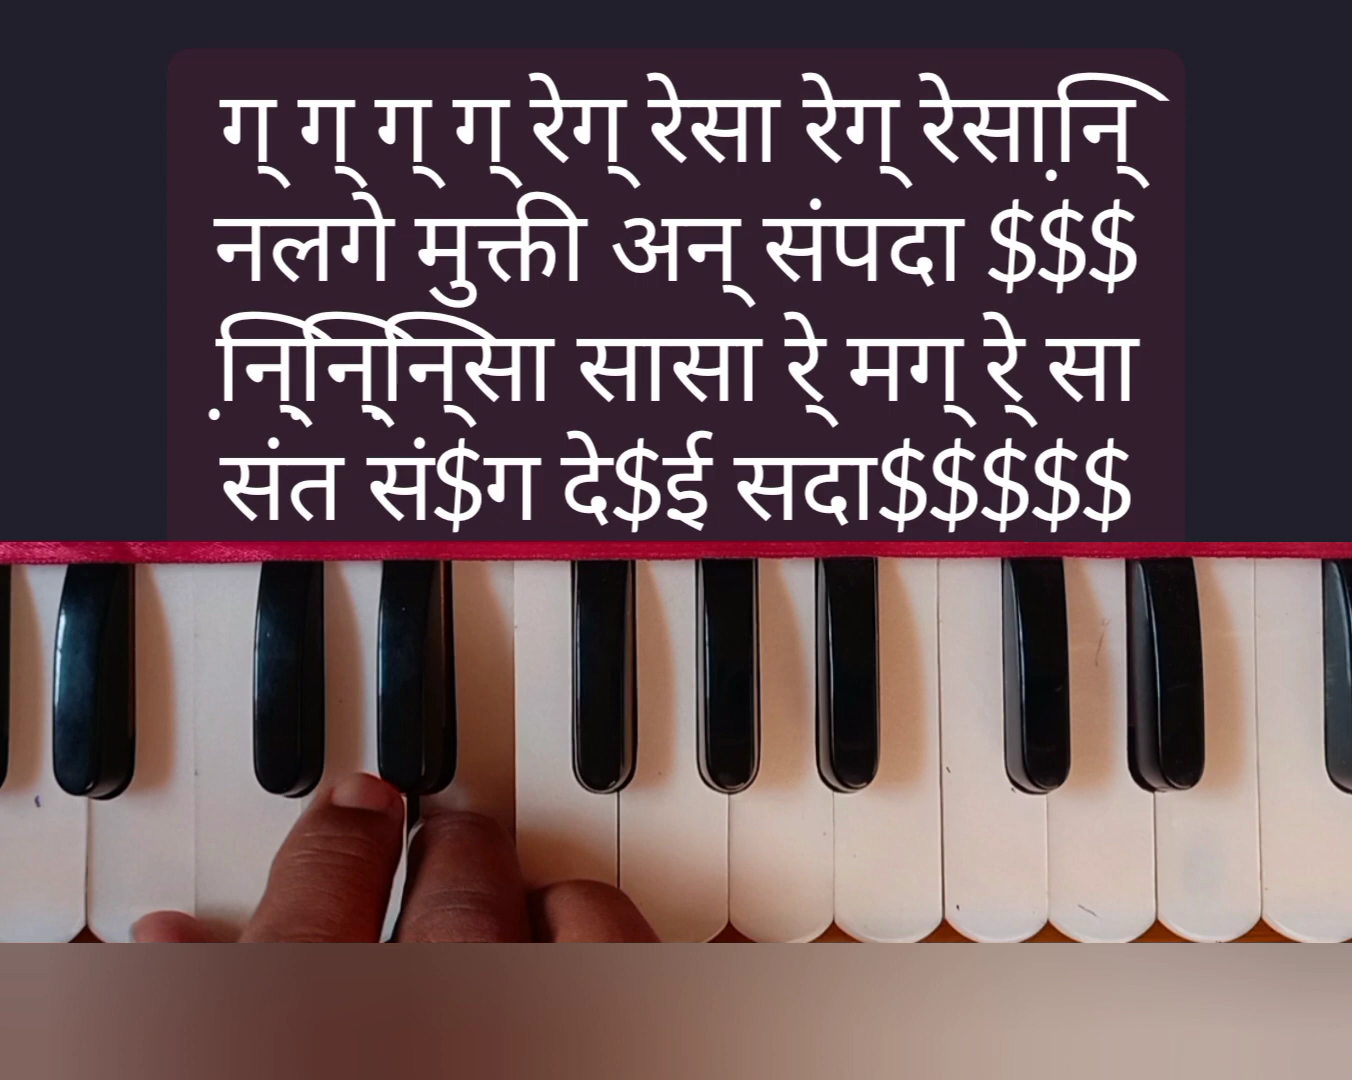 ग् ग् ग् ग् रेग् रेसा रेग् रेसा.नि्
नलगे मुक्ती अन् संपदा $$$
.नि्.नि्.नि्सा सासा रे् मग् रे् सा
संत सं$ग दे$ई सदा$$$$$